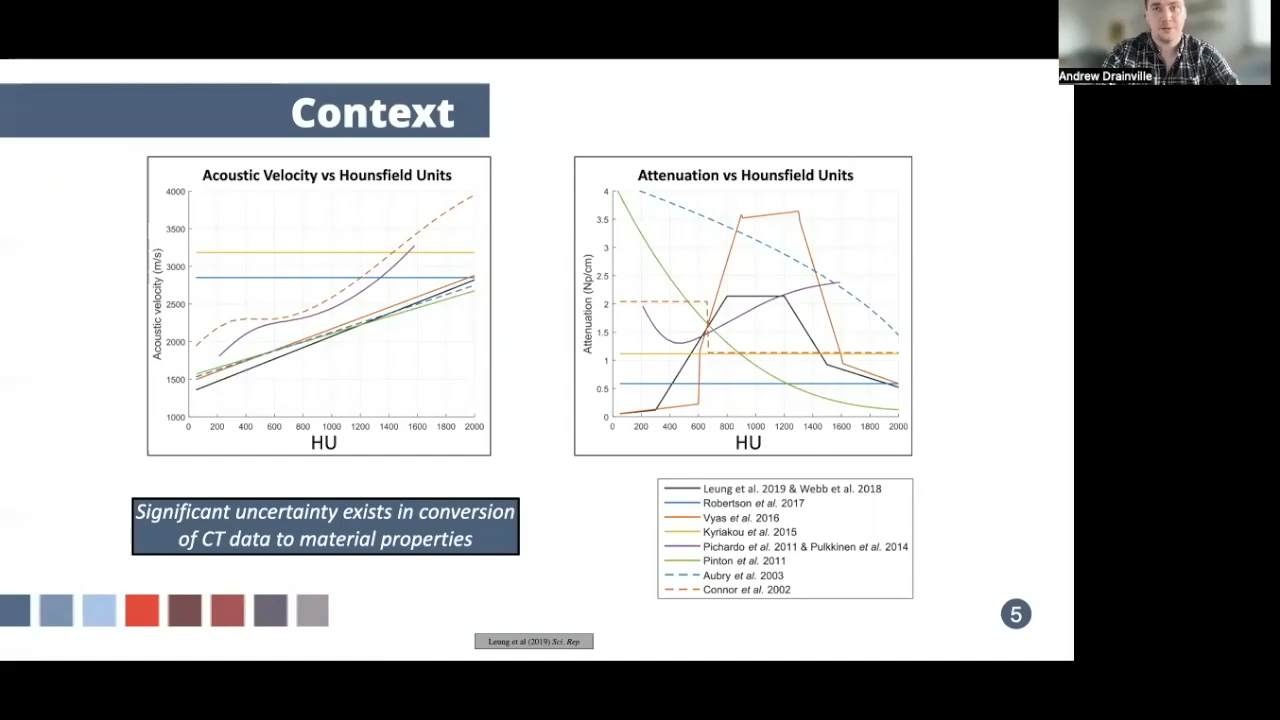 Andrew Drainville
Context
Acoustic Velocity vs Hounsfield Units
4000
3500
3000
2500
2000
1500
1000
Acoustic velocity (m/s)
0 200 400 600 800 1000 1200 1400 1600 1800 2000
HU
Attenuation vs Hounsfield Units
4
3.5
3
2.5
2
1.5
1
0.5
0
Attenuation (Np/cm)
0 200 400 600 800 1000 1200 1400 1600 1800 2000
HU
Leung et al. 2019 & Webb et al. 2018
Robertson et al. 2017
Vyas et al. 2016
Kyriakou et al. 2015
Pichardo et al. 2011 & Pulkkinen et al. 2014
Pinton et al. 2011
Aubry et al. 2003
Connor et al. 2002
Significant uncertainty exists in conversion
of CT data to material properties
5
Leung et al (2019) Sci. Rep